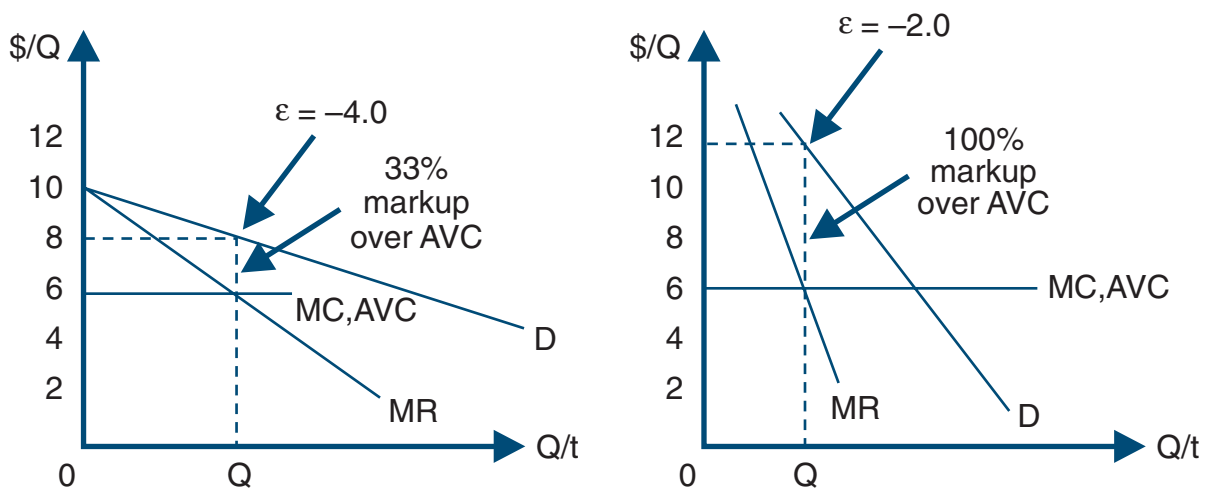 $/Q
12
10
8
6
4
2
0
ε = –4.0
33%
markup
over AVC
MC,AVC
D
MR
Q
Q/t
$/Q
12
10
8
6
4
2
0
ε = –2.0
100%
markup
over AVC
MC,AVC
MR
D
Q
Q/t